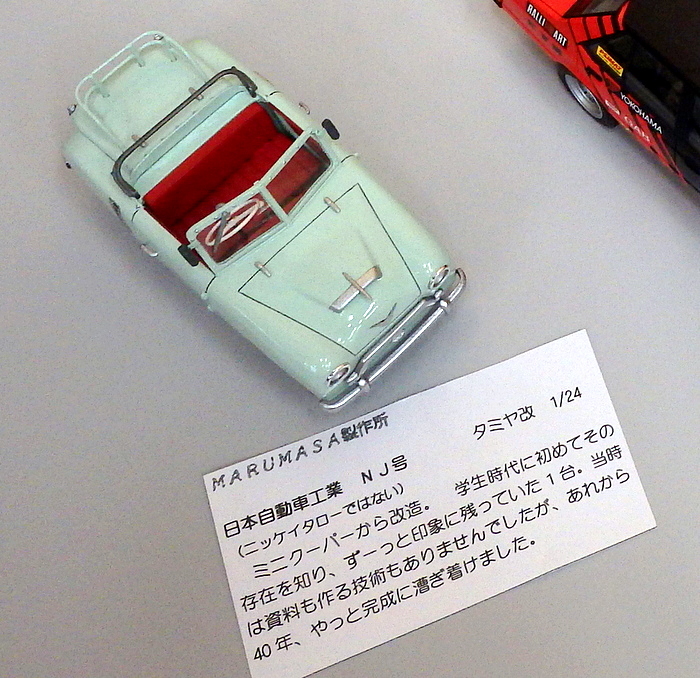 RALLI ART
YOKOHAMA
MARUMASA製作所
タミヤ改 1/24
日本自動車工業 NJ号
(ニッケイタローではない)
ミニクーパーから改造。 学生時代に初めてその
存在を知り、ずーっと印象に残っていた1台。当時
は資料も作る技術もありませんでしたが、あれから
40年、やっと完成に漕ぎ着けました。